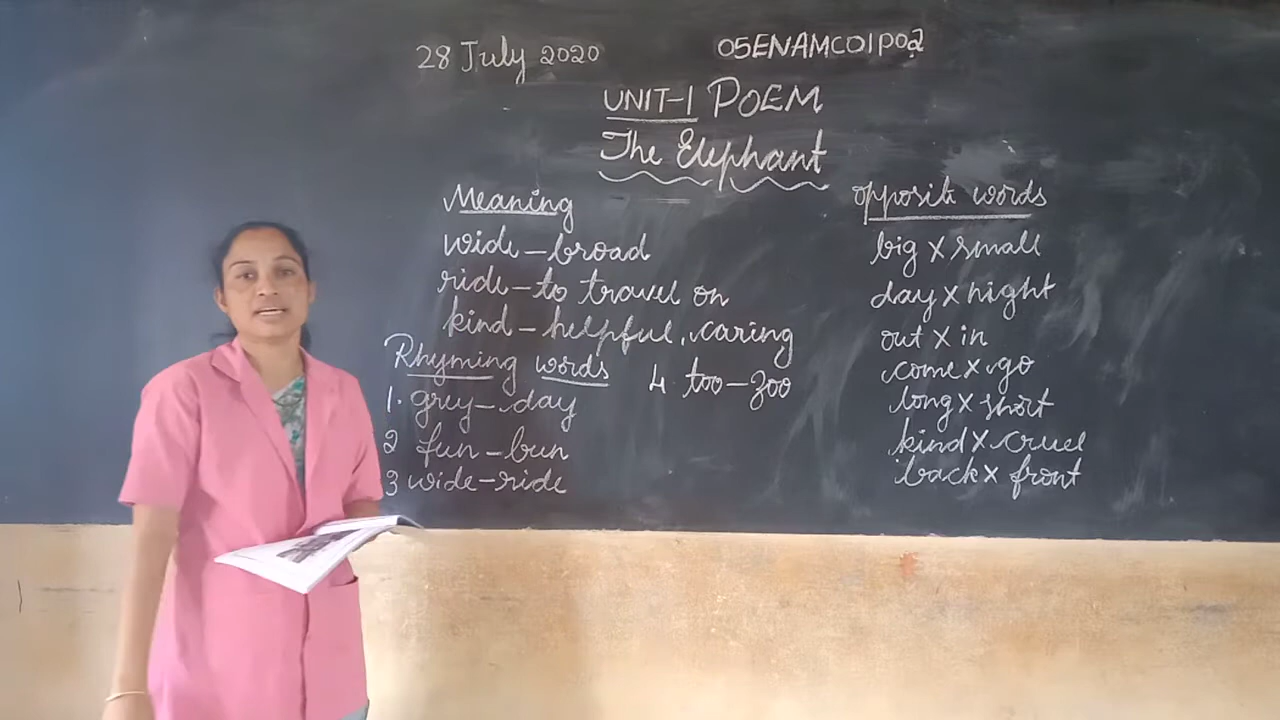 28 July 2020
05ENAMC01P02
UNIT-1 POEM
The Elephant
Meaning
wide - broad
ride - to travel on
kind - helpful, caring
Rhyming words
1. grey - day
2 fun - bun
3 wide - ride
4. too - zoo
opposite words
big x small
day x night
out x in
come x go
long x short
kind x cruel
back x front